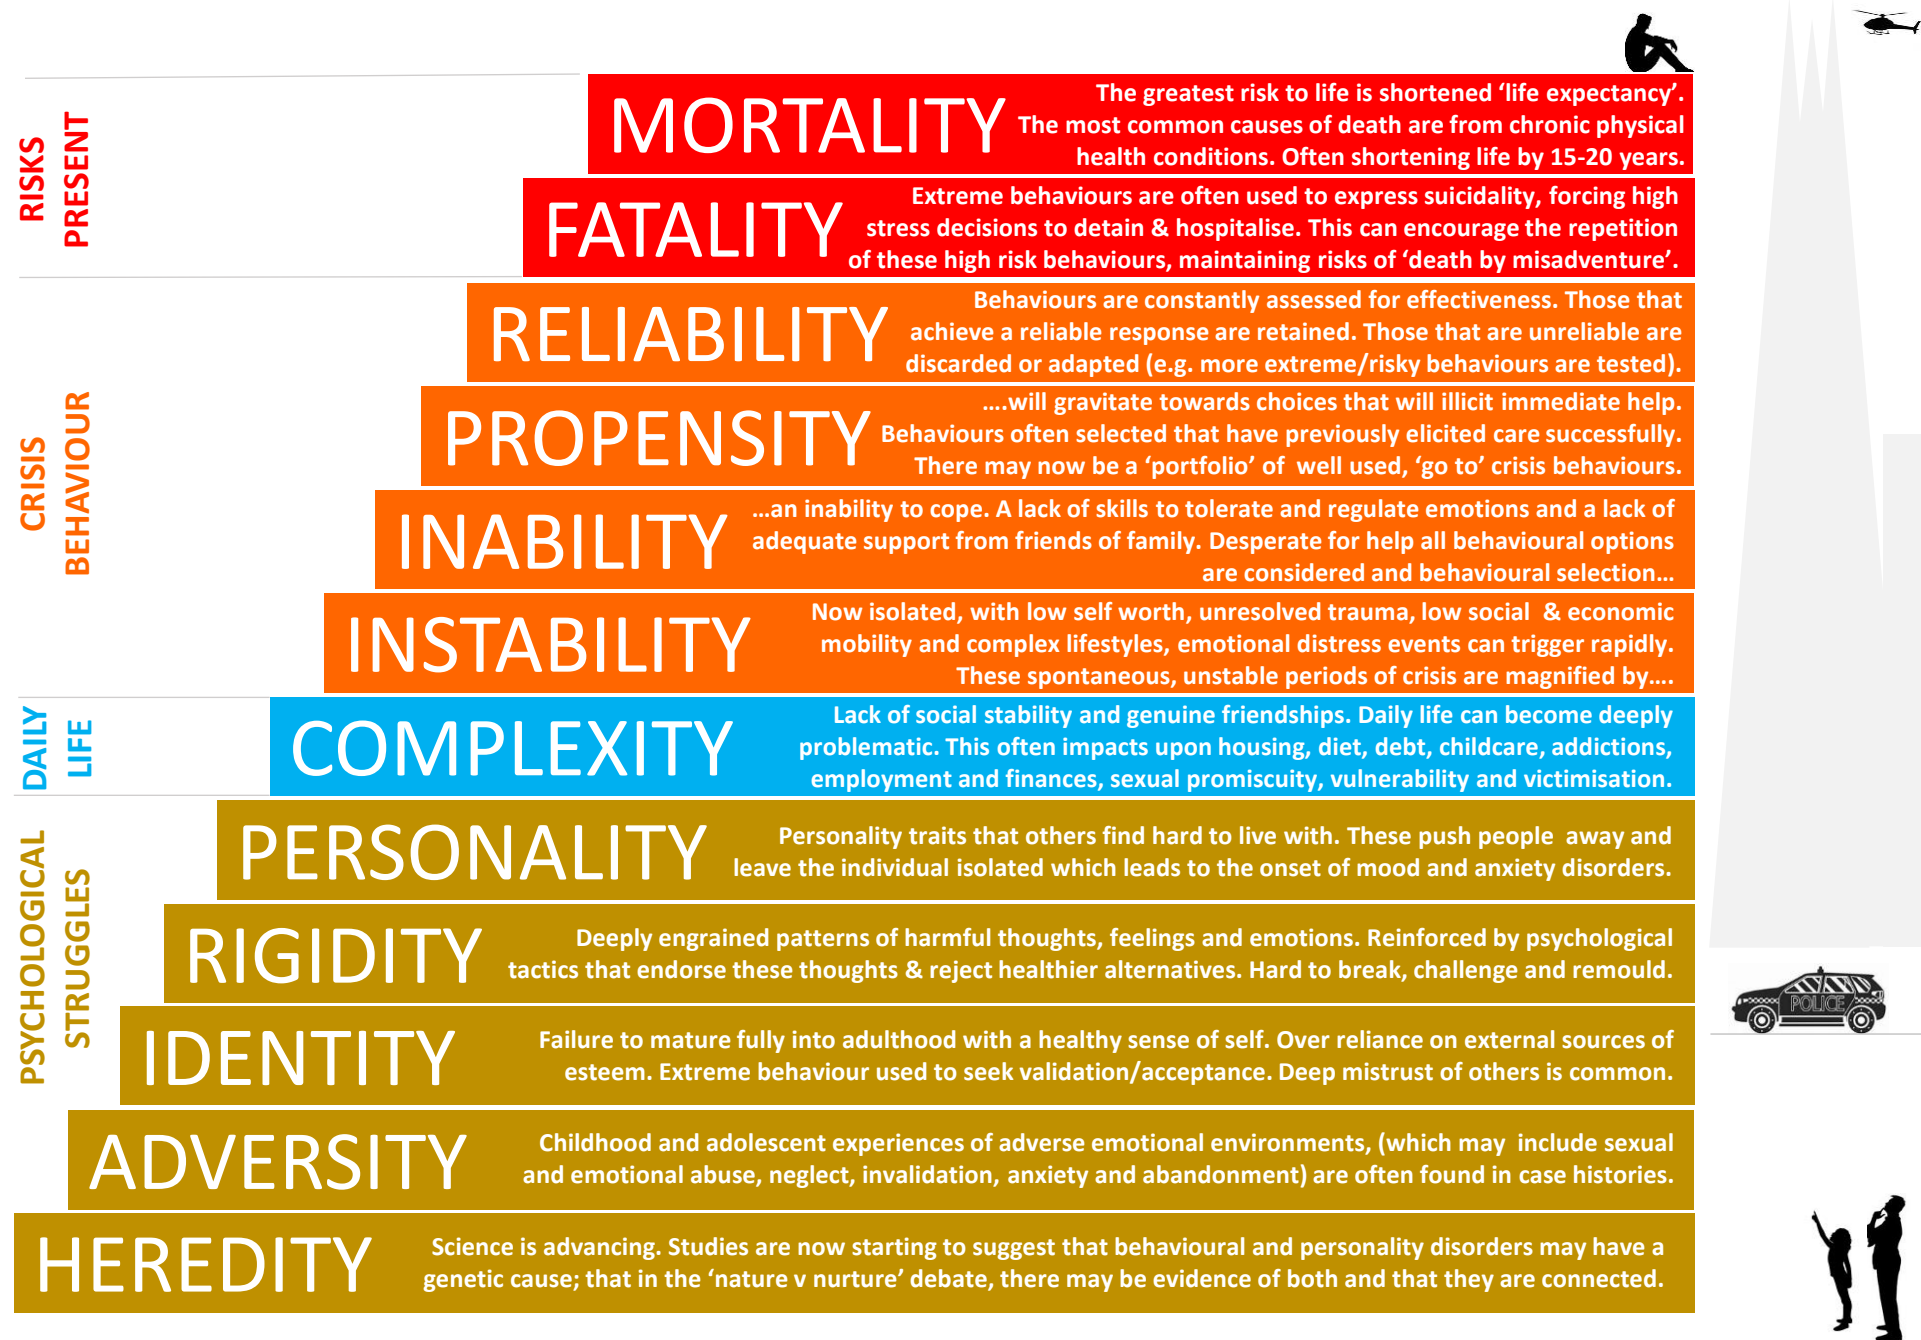 RISKS
PRESENT
MORTALITY
The greatest risk to life is shortened ‘life expectancy’.
The most common causes of death are from chronic physical
health conditions. Often shortening life by 15-20 years.
FATALITY
Extreme behaviours are often used to express suicidality, forcing high
stress decisions to detain & hospitalise. This can encourage the repetition
of these high risk behaviours, maintaining risks of ‘death by misadventure’.
CRISIS
BEHAVIOUR
RELIABILITY
Behaviours are constantly assessed for effectiveness. Those that
achieve a reliable response are retained. Those that are unreliable are
discarded or adapted (e.g. more extreme/risky behaviours are tested).
PROPENSITY
....will gravitate towards choices that will illicit immediate help.
Behaviours often selected that have previously elicited care successfully.
There may now be a ‘portfolio’ of well used, ‘go to’ crisis behaviours.
INABILITY
...an inability to cope. A lack of skills to tolerate and regulate emotions and a lack of
adequate support from friends of family. Desperate for help all behavioural options
are considered and behavioural selection...
INSTABILITY
Now isolated, with low self worth, unresolved trauma, low social & economic
mobility and complex lifestyles, emotional distress events can trigger rapidly.
These spontaneous, unstable periods of crisis are magnified by....
DAILY
LIFE
COMPLEXITY
Lack of social stability and genuine friendships. Daily life can become deeply
problematic. This often impacts upon housing, diet, debt, childcare, addictions,
employment and finances, sexual promiscuity, vulnerability and victimisation.
PSYCHOLOGICAL
STRUGGLES
PERSONALITY
Personality traits that others find hard to live with. These push people away and
leave the individual isolated which leads to the onset of mood and anxiety disorders.
RIGIDITY
Deeply engrained patterns of harmful thoughts, feelings and emotions. Reinforced by psychological
tactics that endorse these thoughts & reject healthier alternatives. Hard to break, challenge and remould.
POLICE
IDENTITY
Failure to mature fully into adulthood with a healthy sense of self. Over reliance on external sources of
esteem. Extreme behaviour used to seek validation/acceptance. Deep mistrust of others is common.
ADVERSITY
Childhood and adolescent experiences of adverse emotional environments, (which may include sexual
and emotional abuse, neglect, invalidation, anxiety and abandonment) are often found in case histories.
HEREDITY
Science is advancing. Studies are now starting to suggest that behavioural and personality disorders may have a
genetic cause; that in the ‘nature v nurture’ debate, there may be evidence of both and that they are connected.